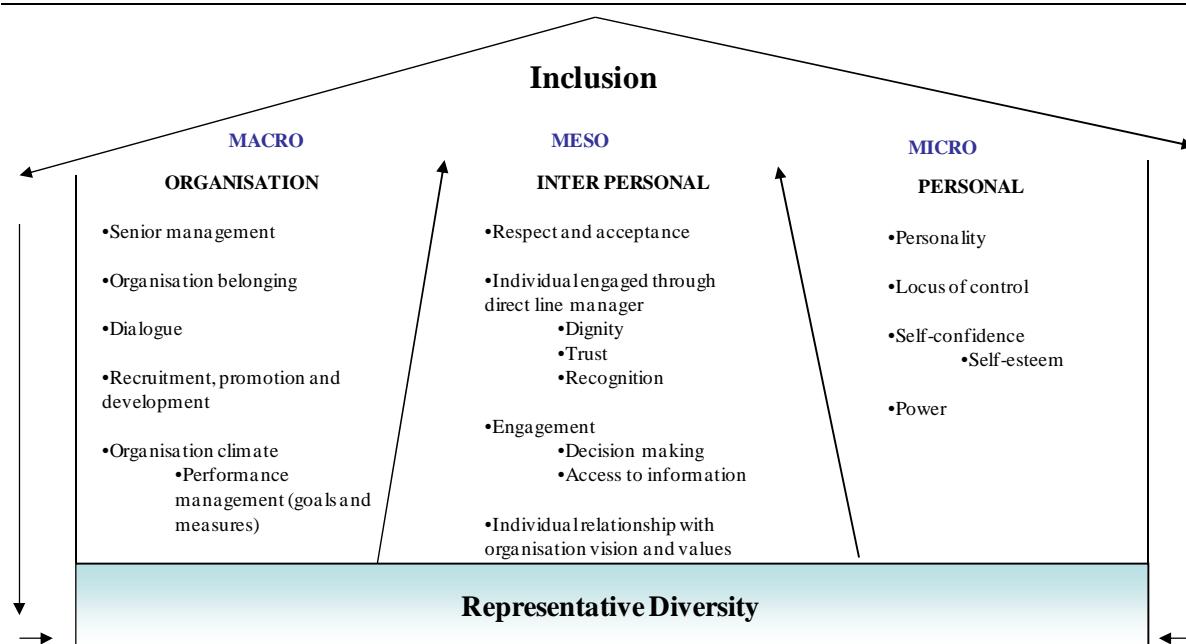 Inclusion
MACRO
ORGANISATION
•Senior management
•Organisation belonging
•Dialogue
•Recruitment, promotion and
development
•Organisation climate
•Performance
management (goals and
measures)
MESO
INTER PERSONAL
•Respect and acceptance
•Individual engaged through
direct line manager
•Dignity
•Trust
•Recognition
•Engagement
•Decision making
•Access to information
•Individual relationship with
organisation vision and values
MICRO
PERSONAL
•Personality
•Locus of control
•Self-confidence
•Self-esteem
•Power
Representative Diversity